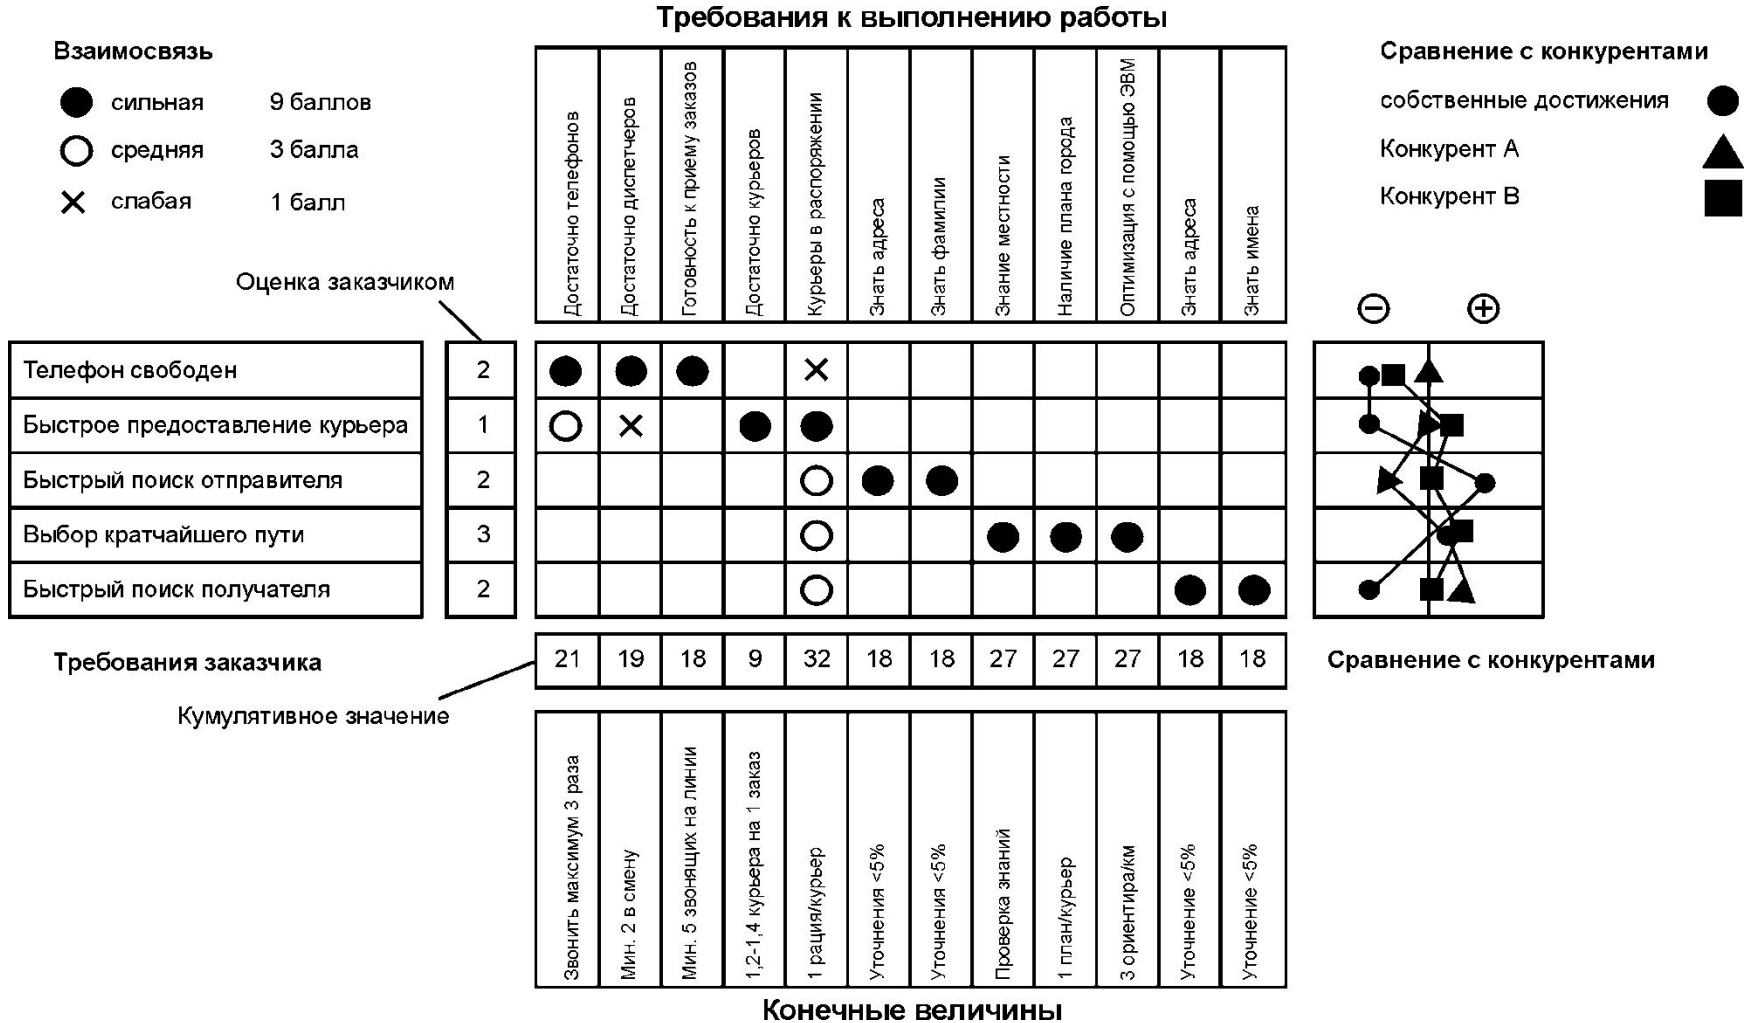 Требования к выполнению работы
Взаимосвязь
сильная 9 баллов
средняя 3 балла
слабая 1 балл
Оценка заказчиком
Достаточно телефонов
Достаточно диспетчеров
Готовность к приему заказов
Достаточно курьеров
Курьеры в распоряжении
Знать адреса
Знать фамилии
Знание местности
Наличие плана города
Оптимизация с помощью ЭВМ
Знать адреса
Знать имена
Сравнение с конкурентами
собственные достижения
Конкурент А
Конкурент В
Телефон свободен 2
Быстрое предоставление курьера 1
Быстрый поиск отправителя 2
Выбор кратчайшего пути 3
Быстрый поиск получателя 2
Требования заказчика
21 19 18 9 32 18 18 27 27 27 18 18
Сравнение с конкурентами
Кумулятивное значение
Звонить максимум 3 раза
Мин. 2 в смену
Мин. 5 звонящих на линии
1,2-1,4 курьера на 1 заказ
1 рация/курьер
Уточнения <5%
Уточнения <5%
Проверка знаний
1 план/курьер
3 ориентира/км
Уточнение <5%
Уточнение <5%
Конечные величины